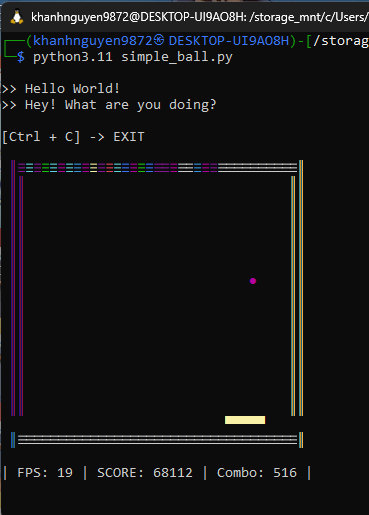 khanhnguyen9872@DESKTOP-UI9AO8H: /storage_mnt/c/Users/
(khanhnguyen9872㉿DESKTOP-UI9AO8H)-[/storag
$ python3.11 simple_ball.py
>> Hello World!
>> Hey! What are you doing?
[Ctrl + C] -> EXIT
| FPS: 19 | SCORE: 68112 | Combo: 516 |